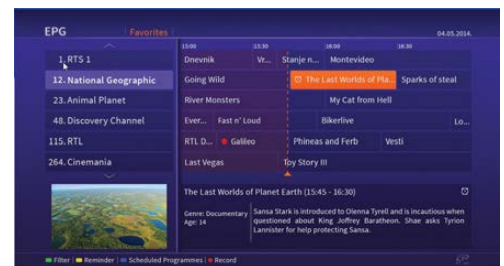 EPG Favorites 04.05.2014.
15:00 15:30 16:00 16:30
1. RTS 1 Dnevnik Vr... Stanje n... Montevideo
12. National Geographic Going Wild The Last Worlds of Pla... Sparks of steal
23. Animal Planet River Monsters My Cat from Hell
48. Discovery Channel Ever... Fast n' Loud Bikerlive Lo...
115. RTL RTL D... Galileo Phineas and Ferb Vesti
264. Cinemania Last Vegas Toy Story III
The Last Worlds of Planet Earth (15:45 - 16:30)
Genre: Documentary
Age: 14
Sansa Stark is introduced to Olenna Tyrell and is incautious when
questioned about King Joffrey Baratheon. Shae asks Tyrion
Lannister for help protecting Sansa.
Filter Reminder Scheduled Programmes Record